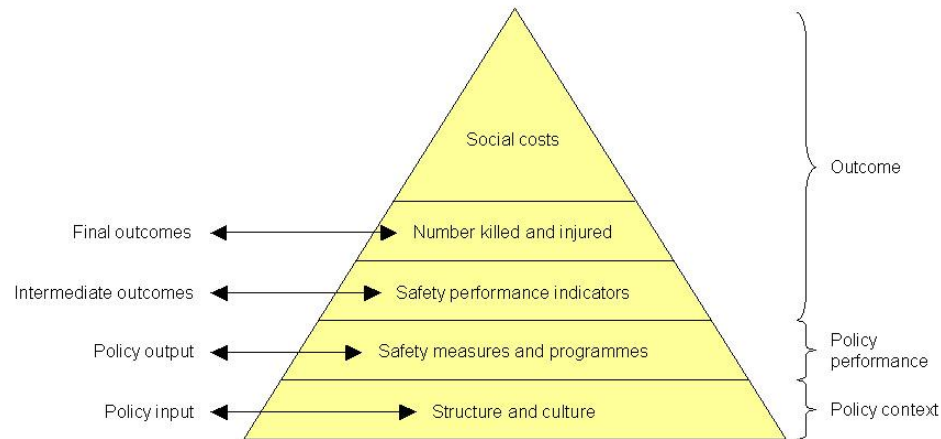 Social costs
Outcome
Final outcomes
Number killed and injured
Intermediate outcomes
Safety performance indicators
Policy output
Safety measures and programmes
Policy
performance
Policy input
Structure and culture
Policy context